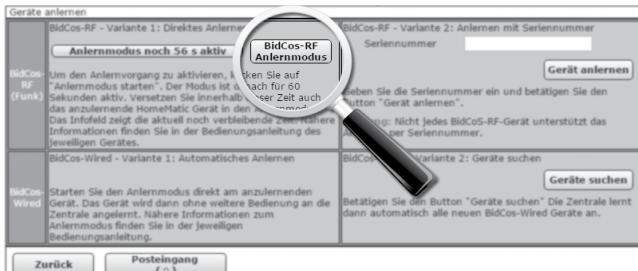 Geräte anlernen
BidCos-RF - Variante 1: Direktes Anlernen
Anlernmodus noch 56 s aktiv
BidCos-RF
Anlernmodus
BidCos-
RF
(Funk)
Um den Anlernvorgang zu aktivieren, klicken Sie auf
"Anlernmodus starten". Der Modus ist danach für 60
Sekunden aktiv. Versetzen Sie innerhalb dieser Zeit auch
das anzulernende HomeMatic Gerät in den
Das Infofeld zeigt die aktuell noch verbleibende Zeit. Nähere
Informationen finden Sie in der Bedienungsanleitung des
jeweiligen Gerätes.
BidCos-RF - Variante 2: Anlernen mit Seriennummer
Seriennummer
Gerät anlernen
Geben Sie die Seriennummer ein und betätigen Sie den
Button "Gerät anlernen".
Nicht jedes BidCoS-RF-Gerät unterstützt das
per Seriennummer.
BidCos-
Wired
BidCos-Wired - Variante 1: Automatisches Anlernen
Starten Sie den Anlernmodus direkt am anzulernenden
Gerät. Das Gerät wird dann ohne weitere Bedienung an die
Zentrale angelernt. Nähere Informationen zum
Anlernmodus finden Sie in der jeweiligen
Bedienungsanleitung.
Variante 2: Geräte suchen
Geräte suchen
Betätigen Sie den Button "Geräte suchen" Die Zentrale lernt
dann automatisch alle neuen BidCos-Wired Geräte an.
Zurück
Posteingang